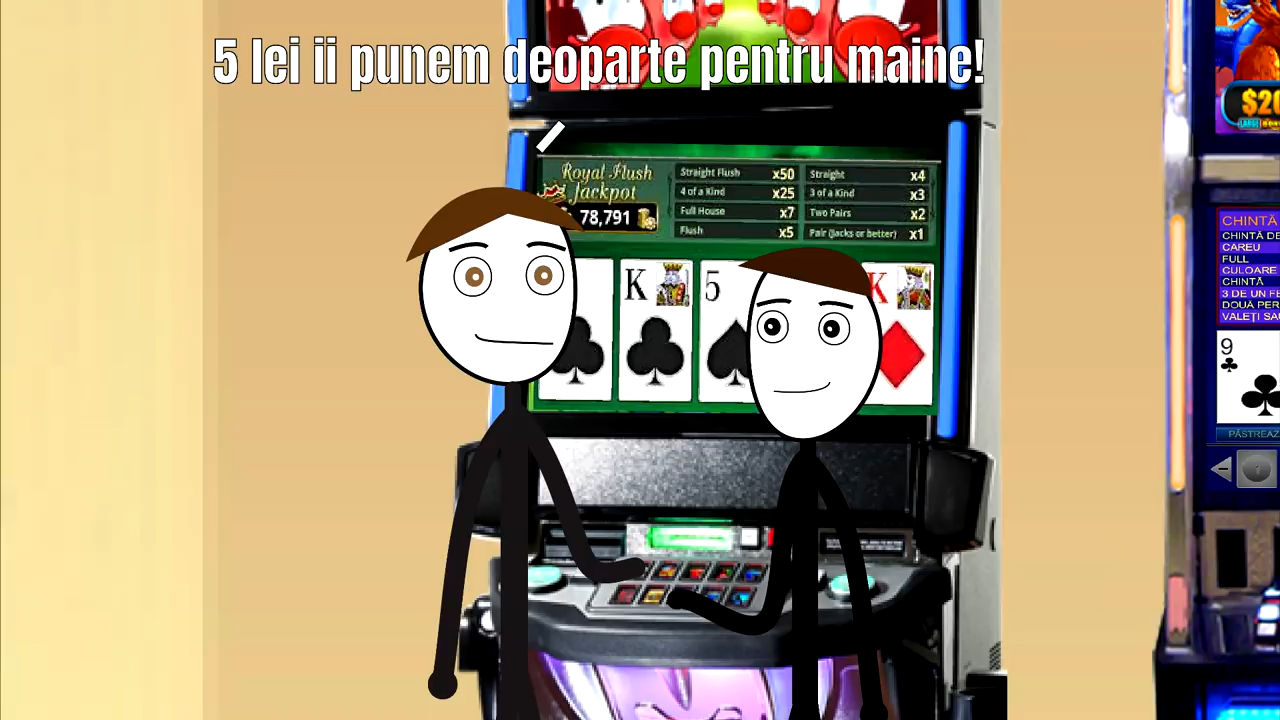 5 lei ii punem deoparte pentru maine!
Royal Flush
Jackpot
78,791
Straight Flush x50
4 of a Kind x25
Full House x7
Flush x5
Straight x4
3 of a Kind x3
Two Pairs x2
Pair (Jacks or better) x1
K
5
K
$20
CHINTĂ
CHINTĂ DE
CAREU
FULL
CULOARE
CHINTĂ
3 DE UN FE
DOUĂ PER
VALEȚI SAU
9
PĂSTREAZ